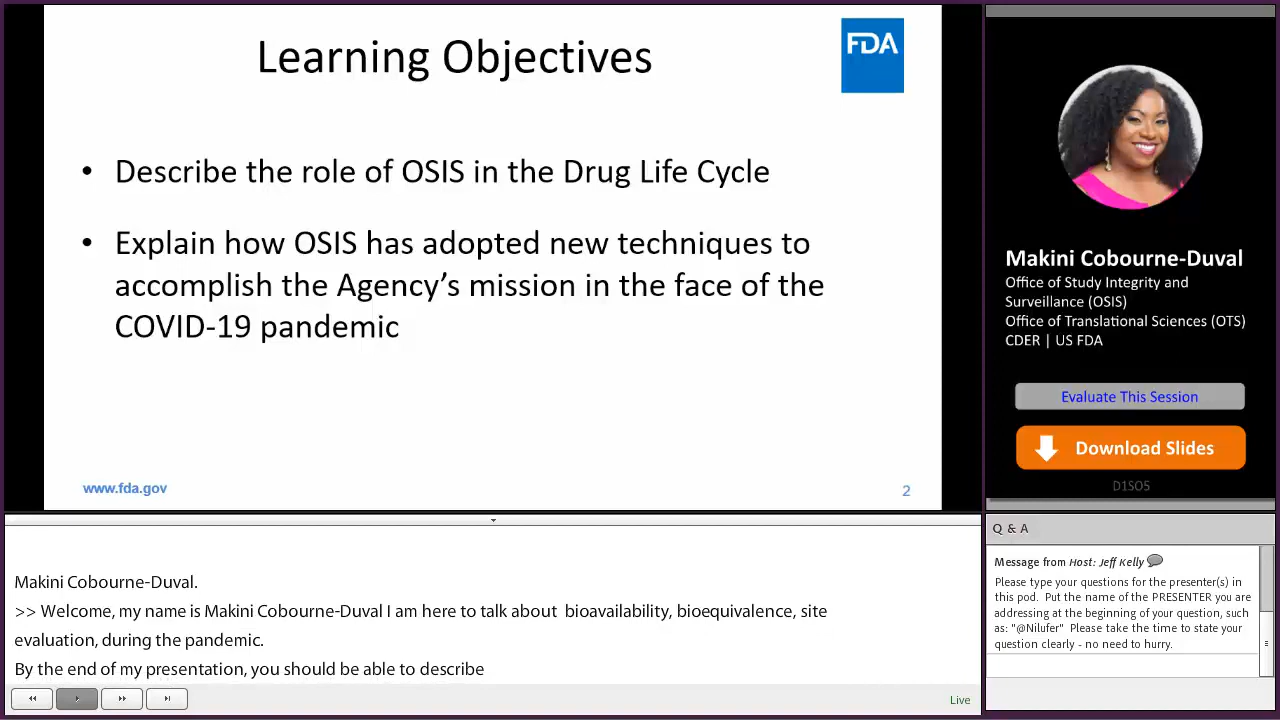 Learning Objectives
FDA
• Describe the role of OSIS in the Drug Life Cycle
• Explain how OSIS has adopted new techniques to
accomplish the Agency's mission in the face of the
COVID-19 pandemic
www.fda.gov
2
Makini Cobourne-Duval
Office of Study Integrity and
Surveillance (OSIS)
Office of Translational Sciences (OTS)
CDER | US FDA
Evaluate This Session
Download Slides
D1SO5
Makini Cobourne-Duval.
>> Welcome, my name is Makini Cobourne-Duval I am here to talk about bioavailability, bioequivalence, site
evaluation, during the pandemic.
By the end of my presentation, you should be able to describe
Live
Q & A
Message from Host: Jeff Kelly
Please type your questions for the presenter(s) in
this pod. Put the name of the PRESENTER you are
addressing at the beginning of your question, such
as: "@Nilufer" Please take the time to state your
question clearly - no need to hurry.